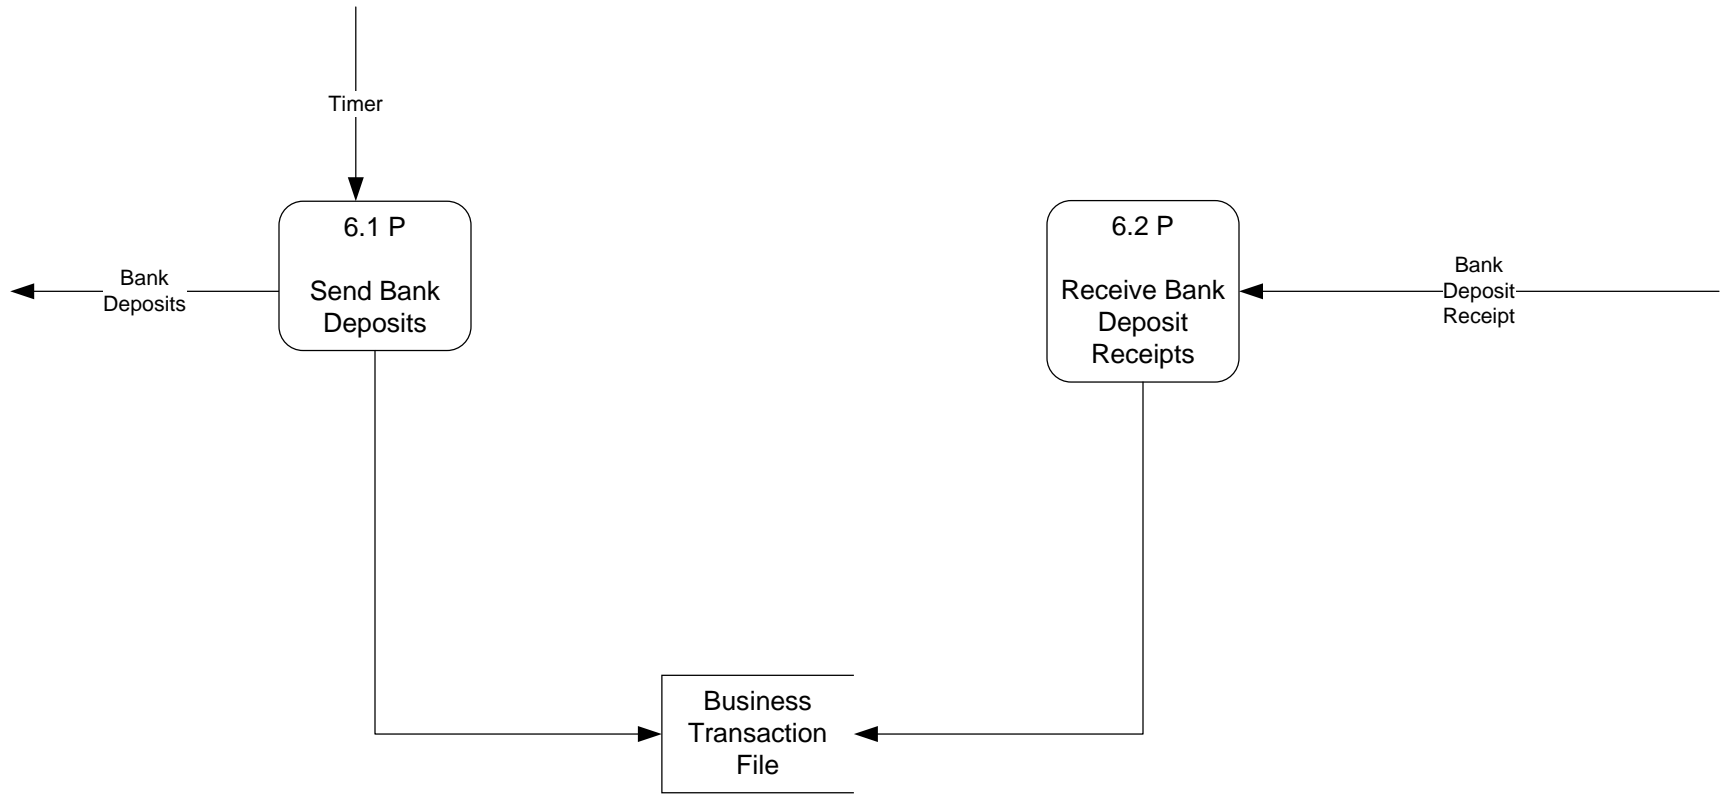 Timer
6.1 P
Send Bank
Deposits
Bank
Deposits
6.2 P
Receive Bank
Deposit
Receipts
Bank
Deposit
Receipt
Business
Transaction
File